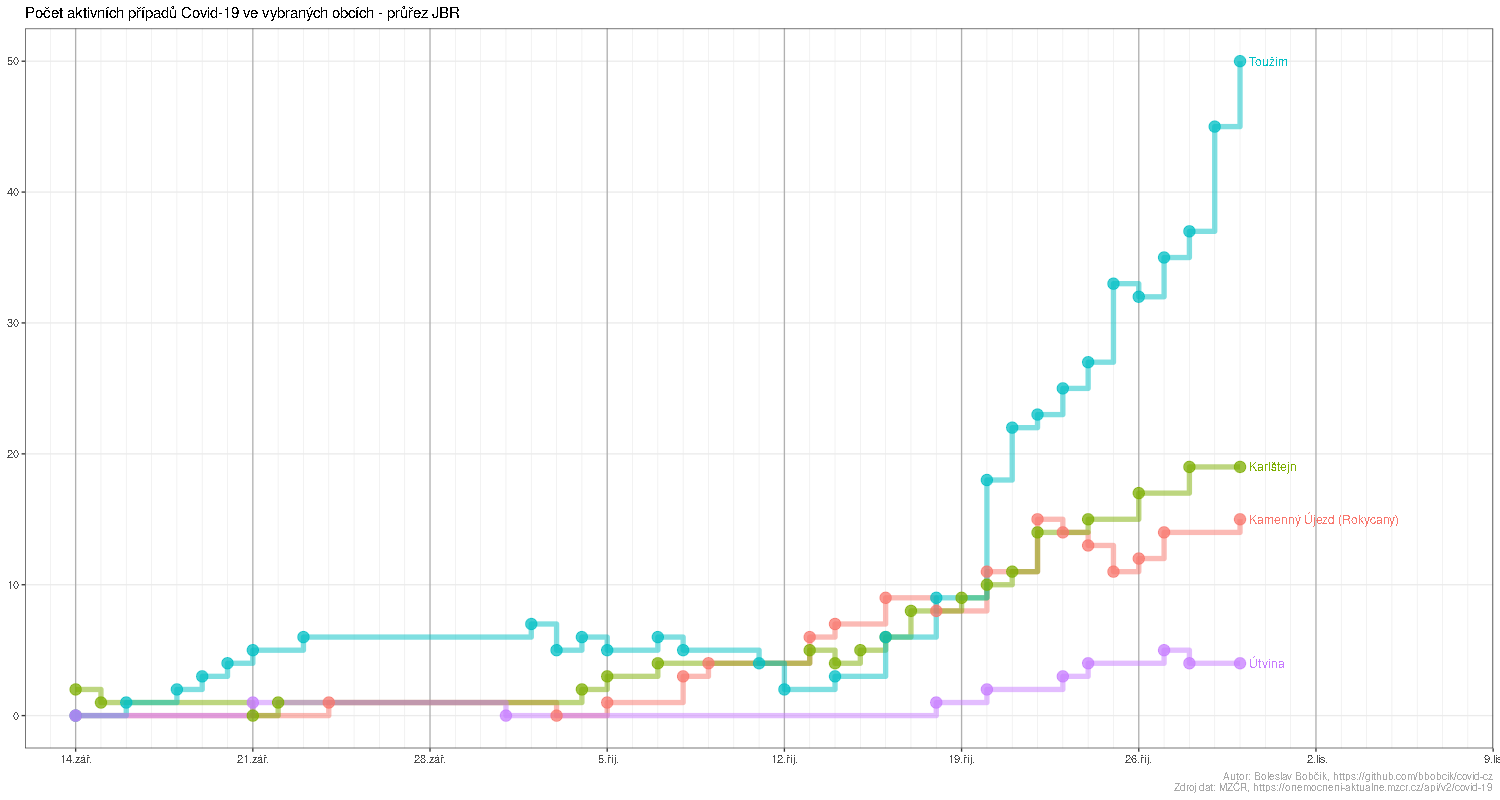 Počet aktivních případů Covid-19 ve vybraných obcích - průřez JBR
50
Toužim
40
30
20
Karlštejn
Kamenný Újezd (Rokycany)
10
Útvina
0
14.zář. 21.zář. 28.zář. 5.říj. 12.říj. 19.říj. 26.říj. 2.lis. 9.lis
Autor: Boleslav Bobčik, https://github.com/bbobcik/covid-cz
Zdroj dat: MZČR, https://onemocneni-aktualne.mzcr.cz/api/v2/covid-19